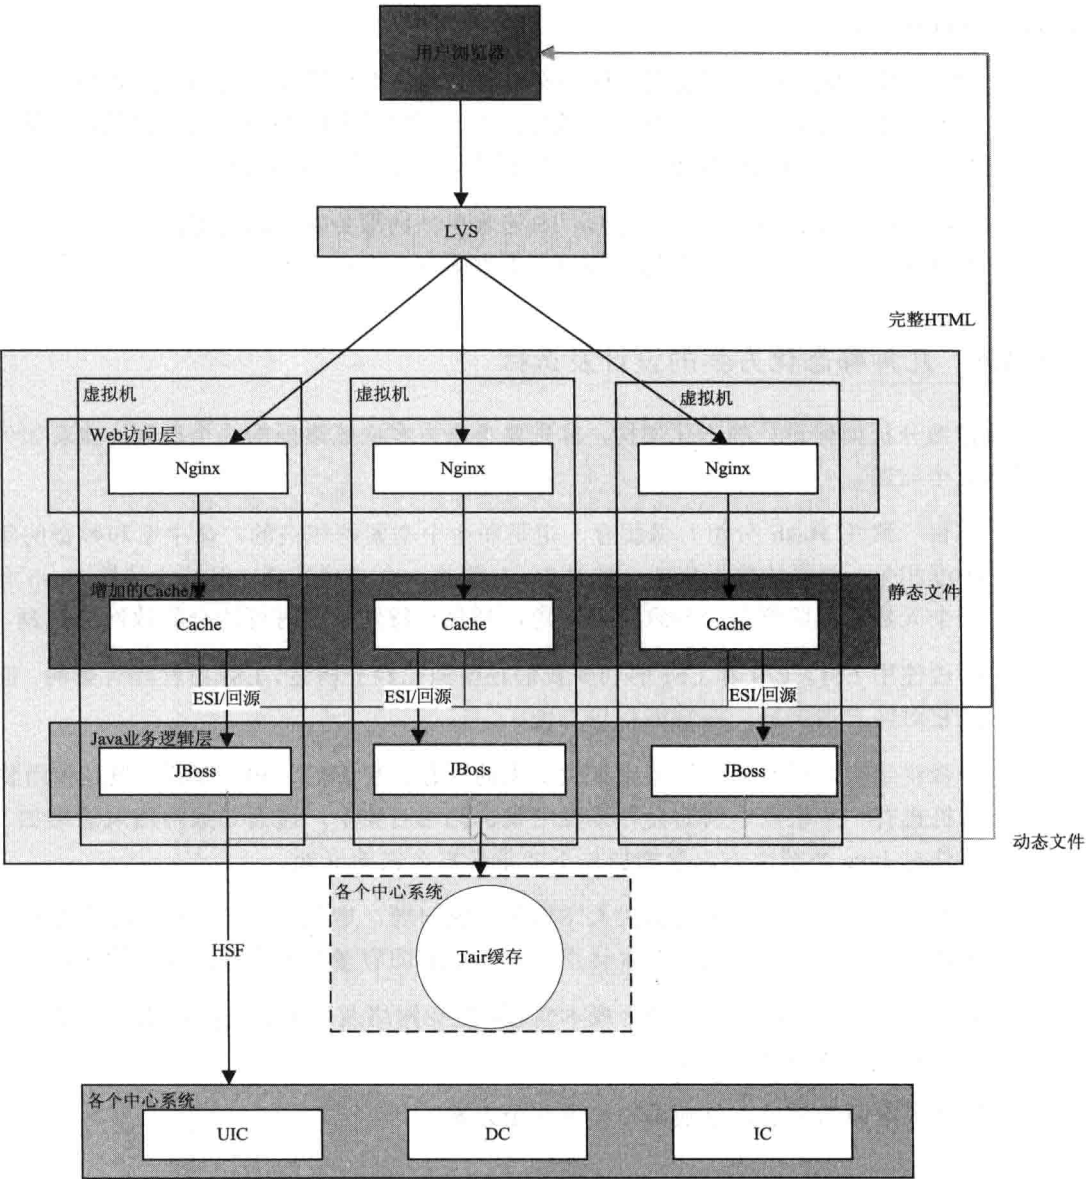 用户浏览器
LVS
完整HTML
虚拟机
虚拟机
虚拟机
Web访问层
Nginx
Nginx
Nginx
增加的Cache层
静态文件
Cache
Cache
Cache
ESI/回源
ESI/回源
ESI/回源
Java业务逻辑层
JBoss
JBoss
JBoss
动态文件
各个中心系统
Tair缓存
HSF
各个中心系统
UIC
DC
IC